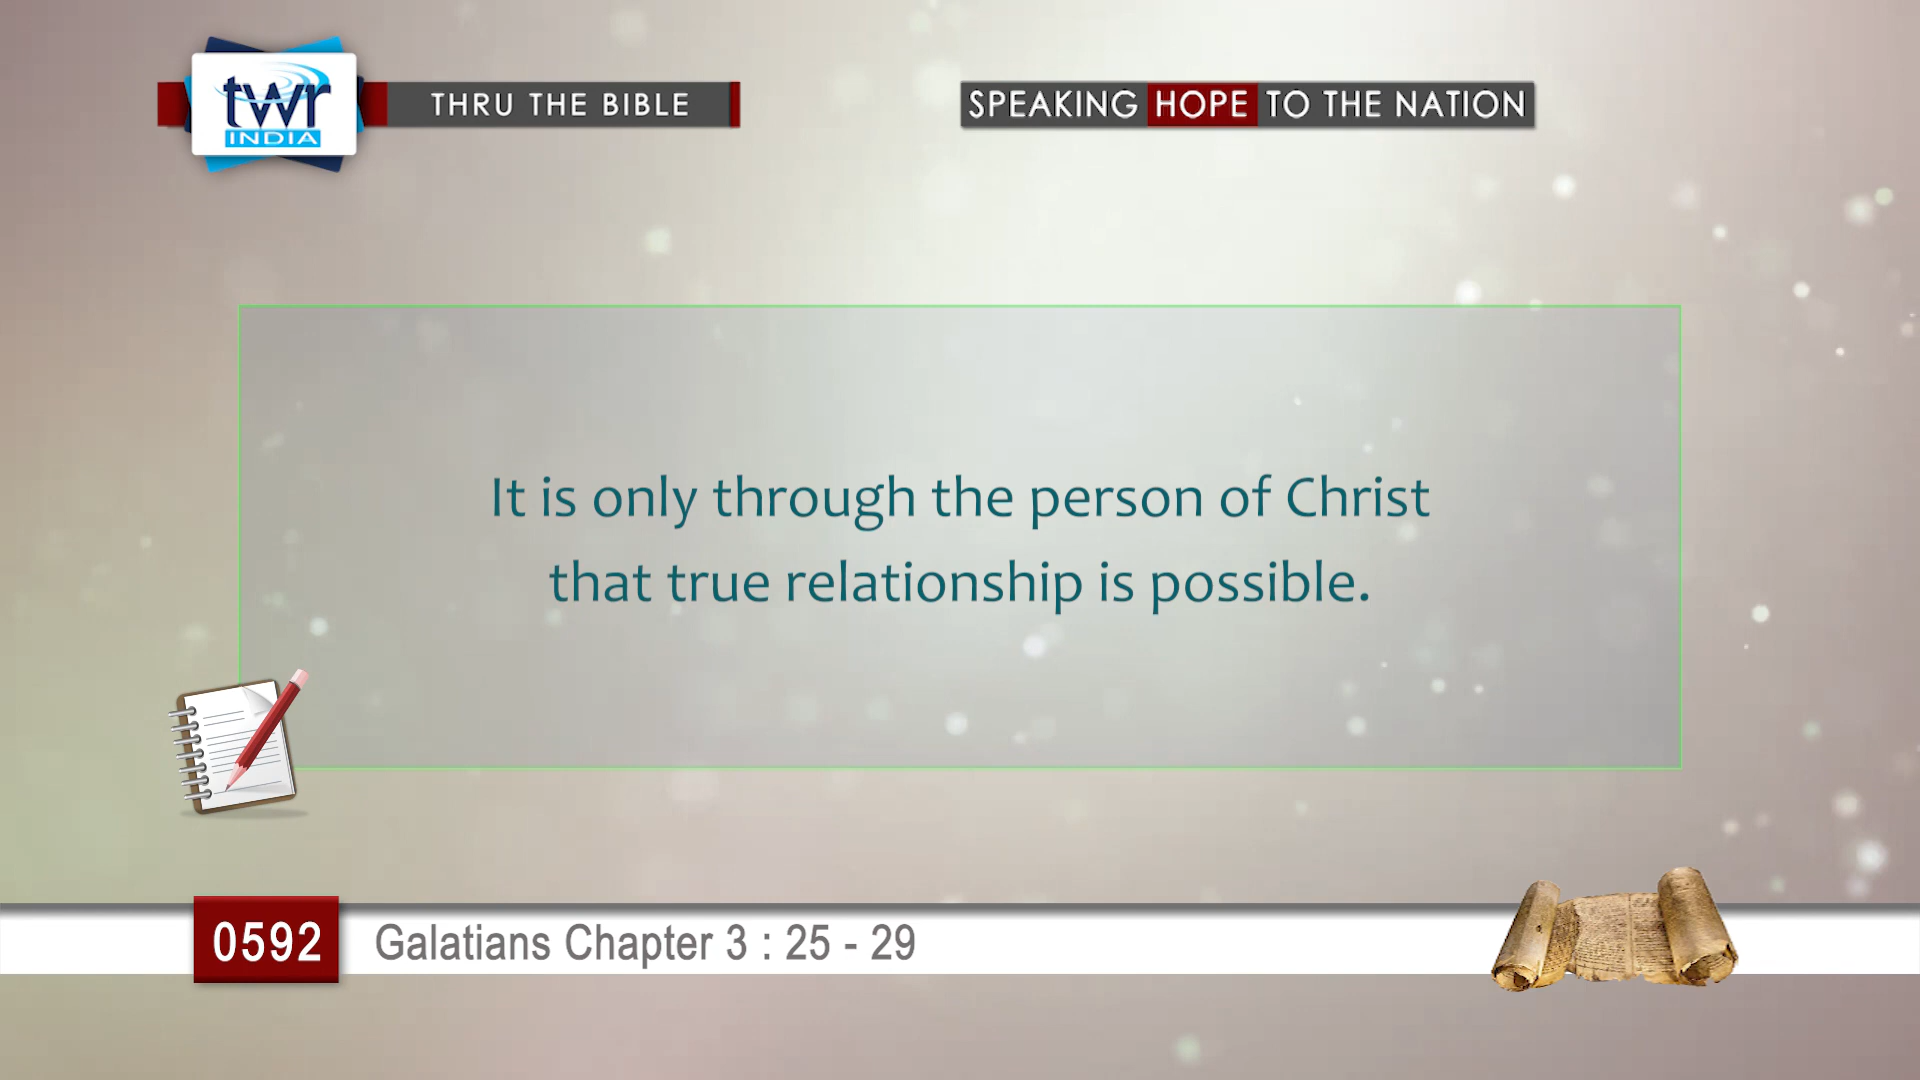 twr
INDIA
THRU THE BIBLE
SPEAKING HOPE TO THE NATION
It is only through the person of Christ
that true relationship is possible.
0592
Galatians Chapter 3 : 25 - 29